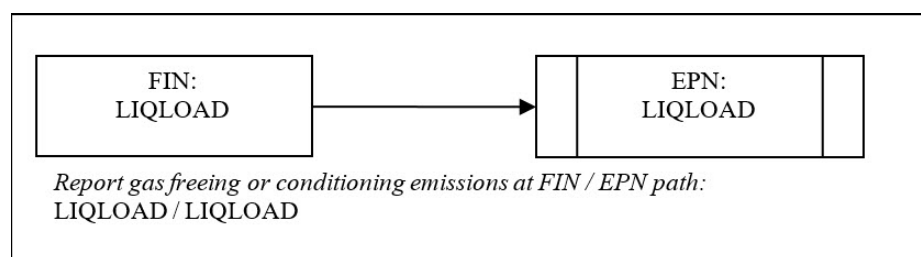 FIN:
LIQLOAD
EPN:
LIQLOAD
Report gas freeing or conditioning emissions at FIN / EPN path:
LIQLOAD / LIQLOAD